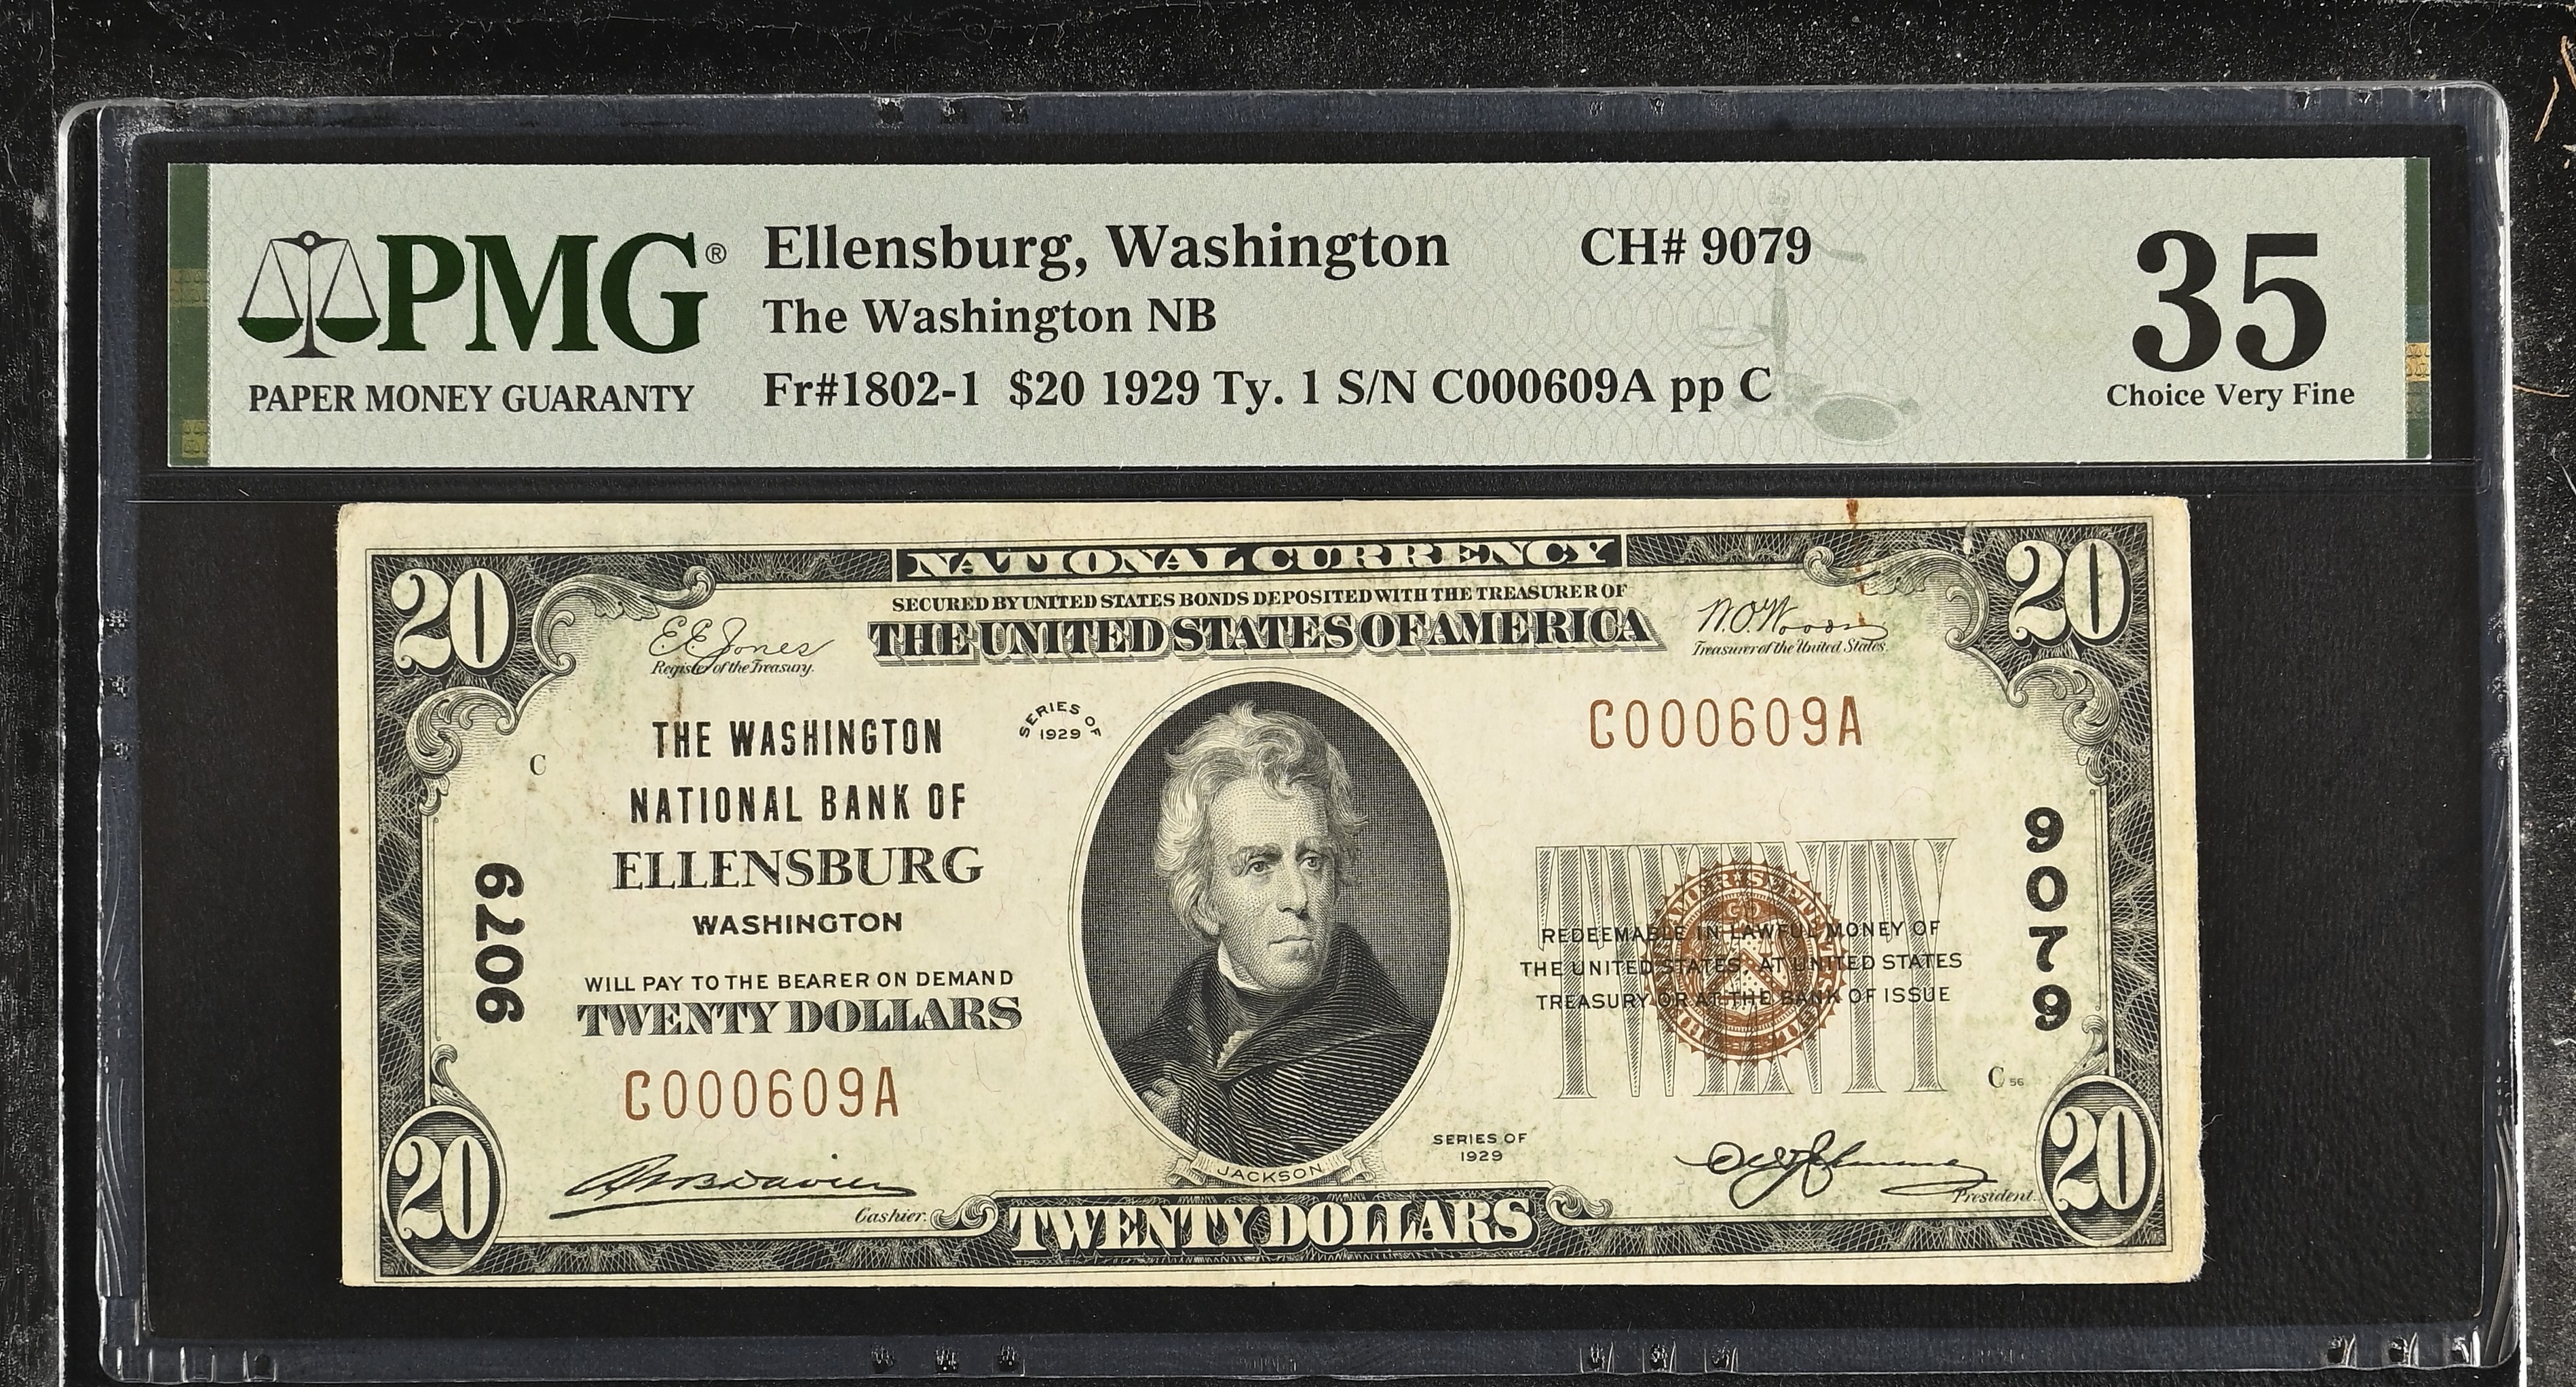 PMG®
PAPER MONEY GUARANTY
Ellensburg, Washington CH# 9079
The Washington NB
Fr#1802-1 $20 1929 Ty. 1 S/N C000609A pp C
35
Choice Very Fine
NATIONAL CURRENCY
20 20
SECURED BY UNITED STATES BONDS DEPOSITED WITH THE TREASURER OF
THE UNITED STATES OF AMERICA
E.E. Jones
Register of the Treasury.
W.O. Woods
Treasurer of the United States.
THE WASHINGTON
NATIONAL BANK OF
ELLENSBURG
WASHINGTON
WILL PAY TO THE BEARER ON DEMAND
TWENTY DOLLARS
C000609A
C
9079
SERIES OF
1929
JACKSON
C000609A
TWENTY
REDEEMABLE IN LAWFUL MONEY OF
THE UNITED STATES, AT UNITED STATES
TREASURY OR AT THE BANK OF ISSUE
9079
C 56
SERIES OF
1929
Cashier.
President.
20 20
TWENTY DOLLARS